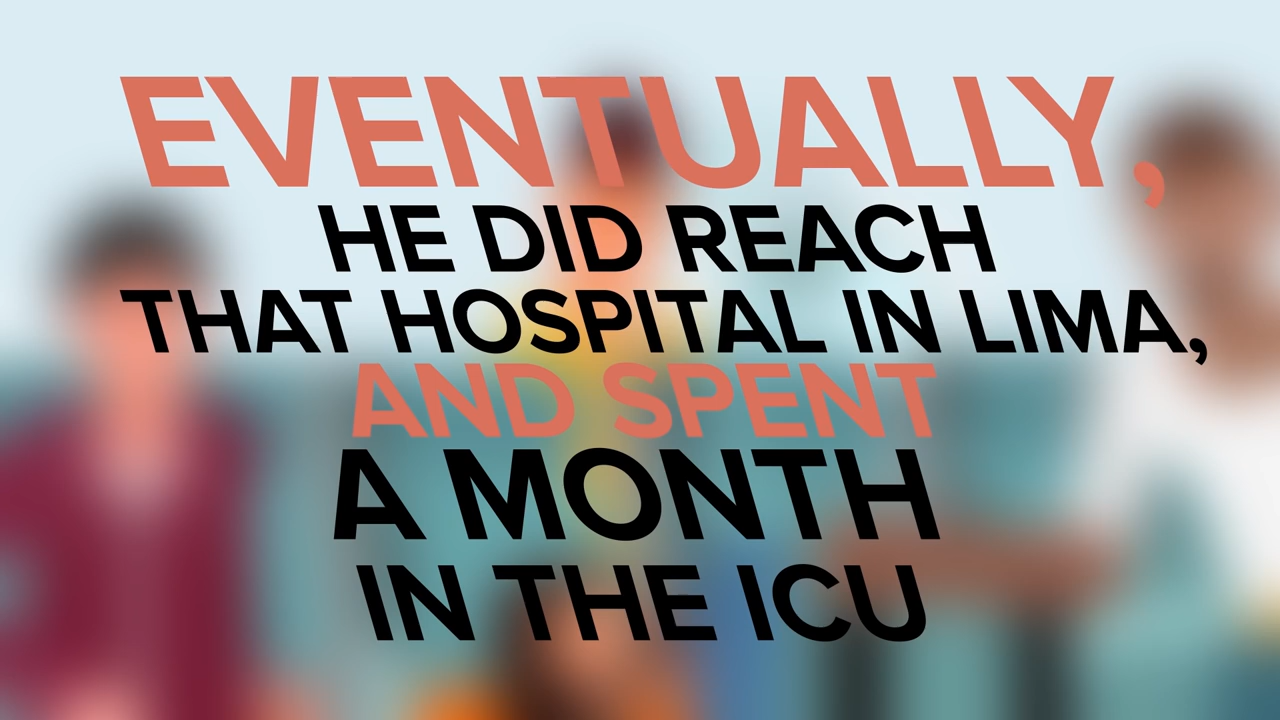 EVENTUALLY,
HE DID REACH
THAT HOSPITAL IN LIMA,
AND SPENT
A MONTH
IN THE ICU